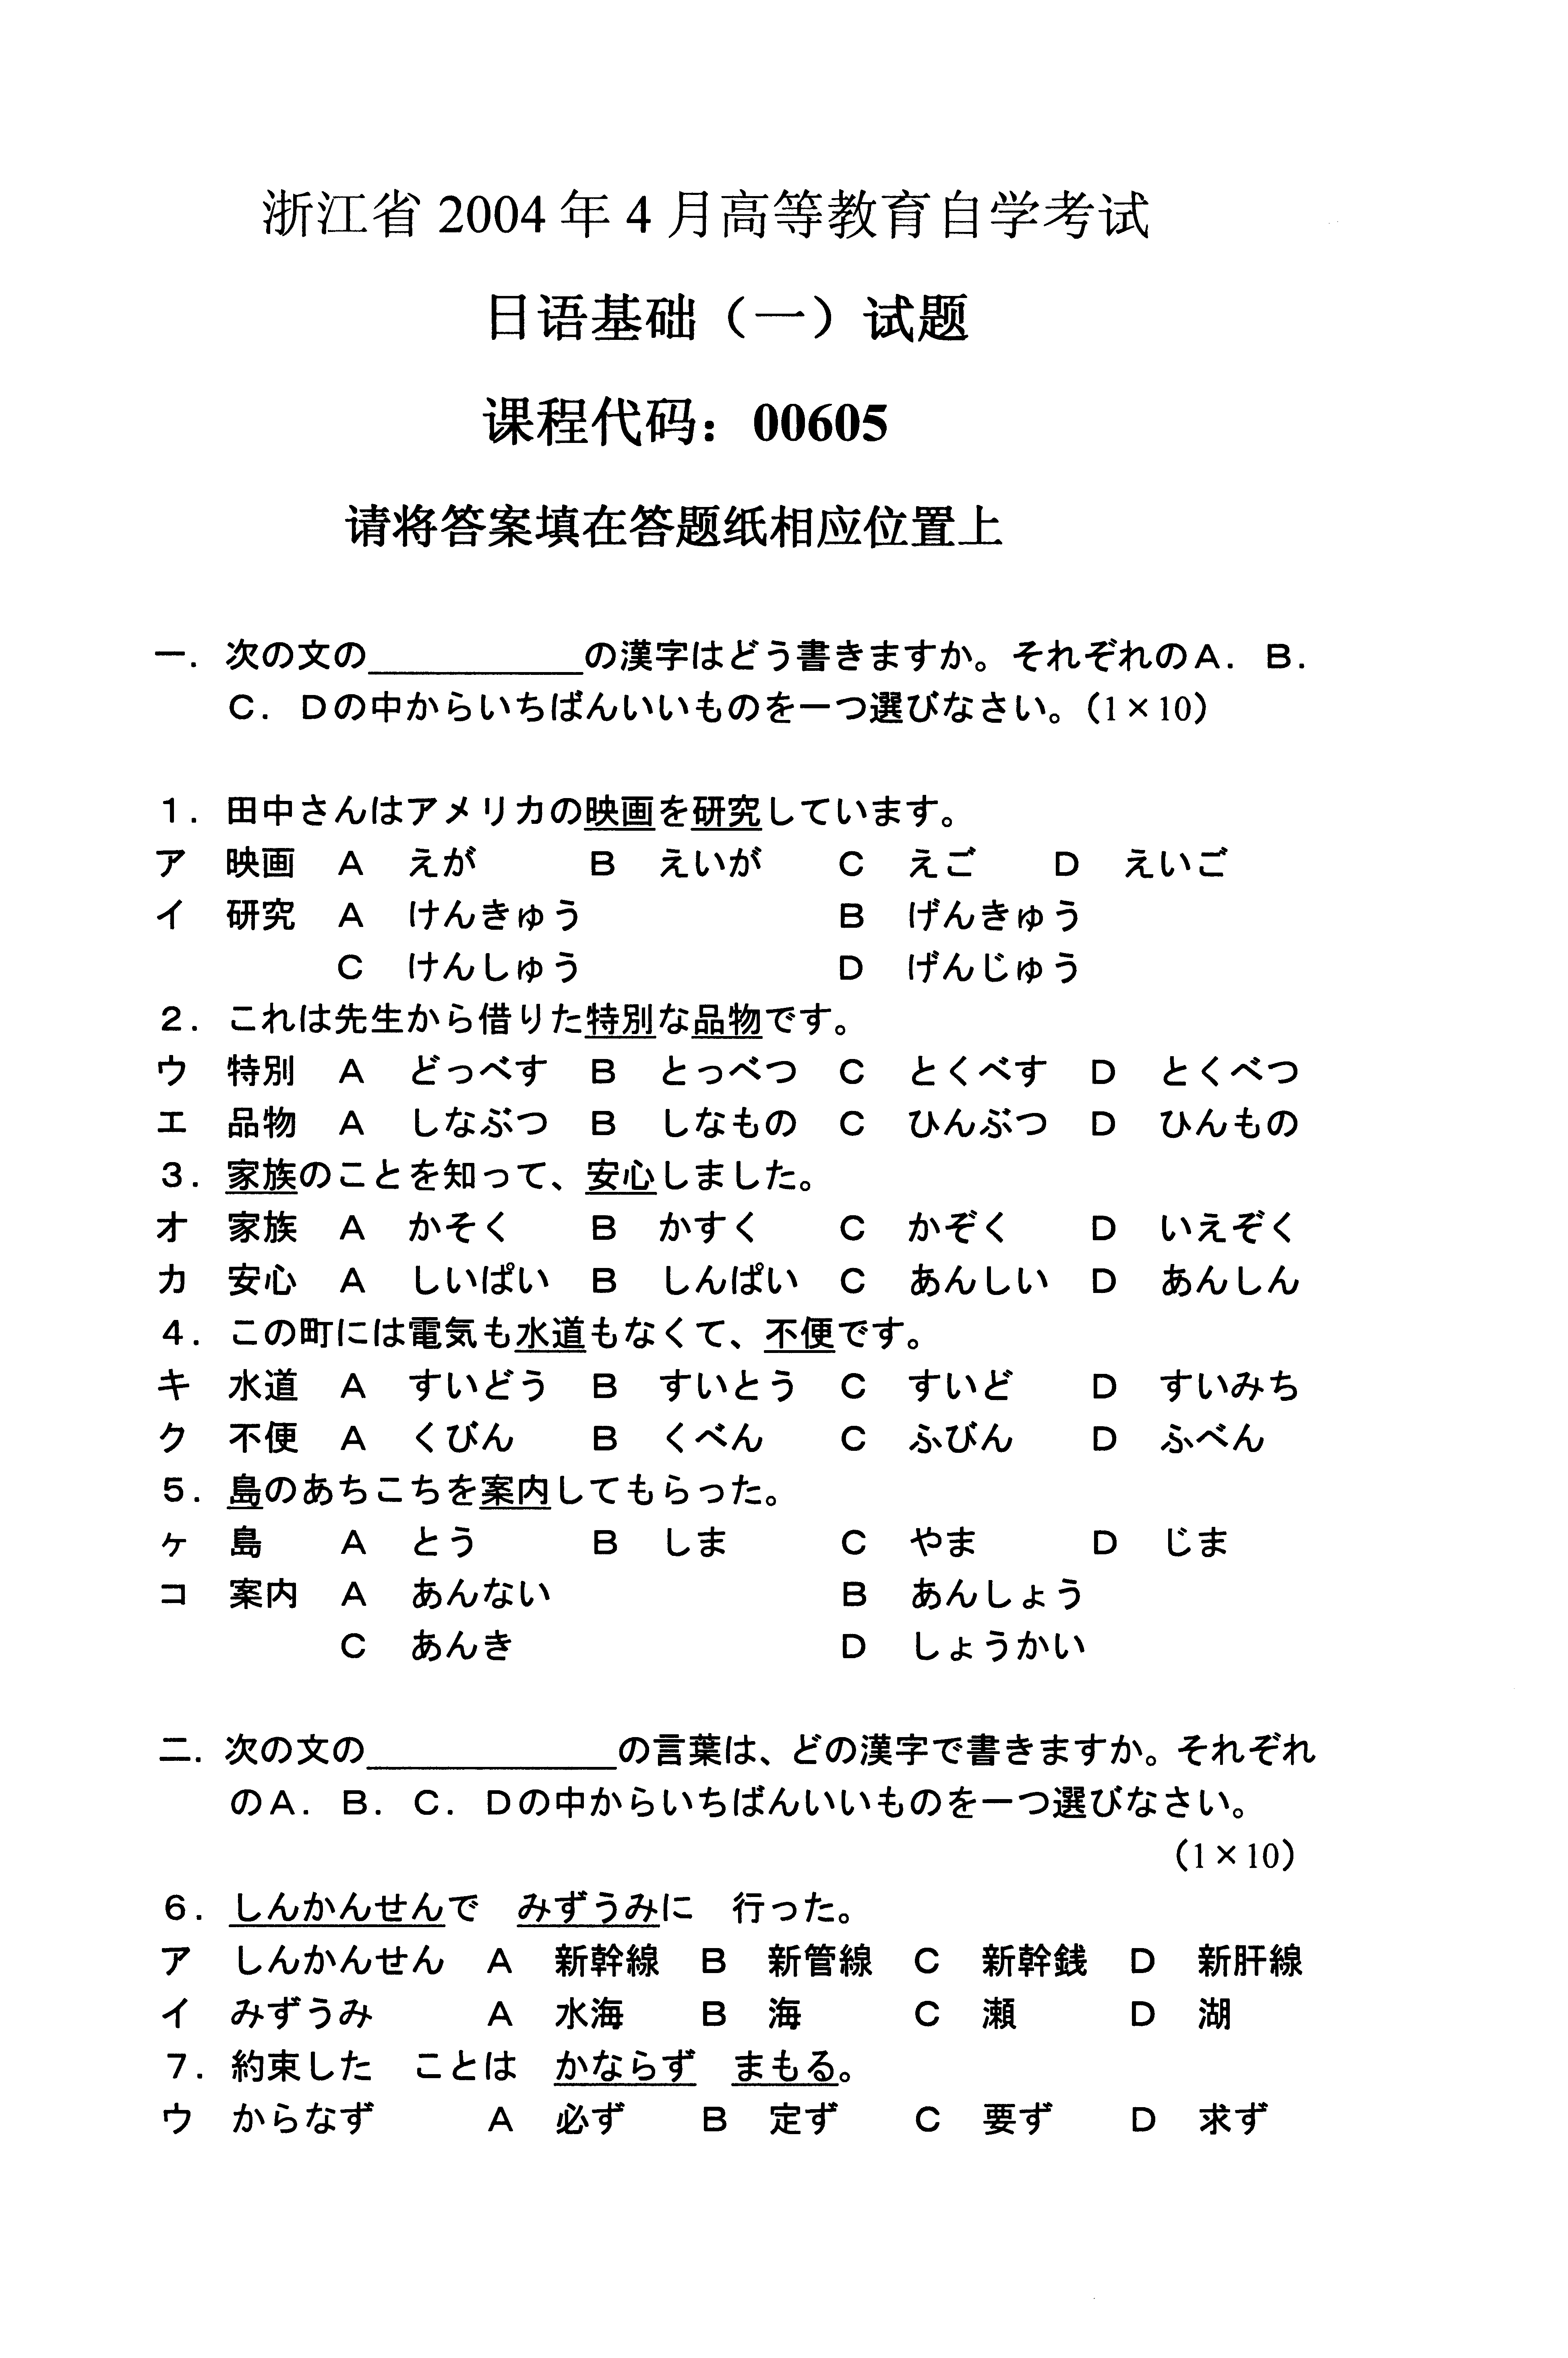 浙江省 2004 年 4 月高等教育自学考试
日语基础（一）试题
课程代码：00605
请将答案填在答题纸相应位置上
一．次の文の____________の漢字はどう書きますか。それぞれのＡ．Ｂ．
Ｃ．Ｄの中からいちばんいいものを一つ選びなさい。（1×10）
１．田中さんはアメリカの映画を研究しています。
ア　映画　Ａ　えが　Ｂ　えいが　Ｃ　えご　Ｄ　えいご
イ　研究　Ａ　けんきゅう　Ｂ　げんきゅう
Ｃ　けんしゅう　Ｄ　げんじゅう
２．これは先生から借りた特別な品物です。
ウ　特別　Ａ　どっべす　Ｂ　とっべつ　Ｃ　とくべす　Ｄ　とくべつ
エ　品物　Ａ　しなぶつ　Ｂ　しなもの　Ｃ　ひんぶつ　Ｄ　ひんもの
３．家族のことを知って、安心しました。
オ　家族　Ａ　かそく　Ｂ　かすく　Ｃ　かぞく　Ｄ　いえぞく
カ　安心　Ａ　しいぱい　Ｂ　しんぱい　Ｃ　あんしい　Ｄ　あんしん
４．この町には電気も水道もなくて、不便です。
キ　水道　Ａ　すいどう　Ｂ　すいとう　Ｃ　すいど　Ｄ　すいみち
ク　不便　Ａ　くびん　Ｂ　くべん　Ｃ　ふびん　Ｄ　ふべん
５．島のあちこちを案内してもらった。
ヶ　島　Ａ　とう　Ｂ　しま　Ｃ　やま　Ｄ　じま
コ　案内　Ａ　あんない　Ｂ　あんしょう
Ｃ　あんき　Ｄ　しょうかい
二．次の文の______________の言葉は、どの漢字で書きますか。それぞれ
のＡ．Ｂ．Ｃ．Ｄの中からいちばんいいものを一つ選びなさい。
（1×10）
６．しんかんせんで　みずうみに　行った。
ア　しんかんせん　Ａ　新幹線　Ｂ　新管線　Ｃ　新幹銭　Ｄ　新肝線
イ　みずうみ　Ａ　水海　Ｂ　海　Ｃ　瀬　Ｄ　湖
７．約束した　ことは　かならず　まもる。
ウ　からなず　Ａ　必ず　Ｂ　定ず　Ｃ　要ず　Ｄ　求ず